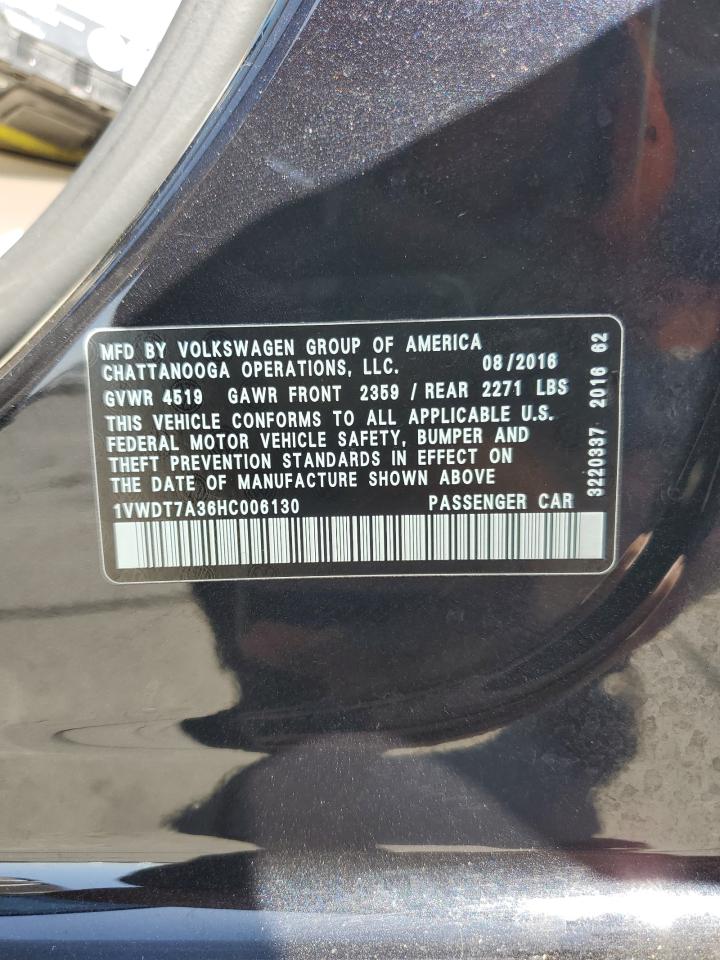 MFD BY VOLKSWAGEN GROUP OF AMERICA
CHATTANOOGA OPERATIONS, LLC. 08/2016
GVWR 4519 GAWR FRONT 2359 / REAR 2271 LBS
THIS VEHICLE CONFORMS TO ALL APPLICABLE U.S.
FEDERAL MOTOR VEHICLE SAFETY, BUMPER AND
THEFT PREVENTION STANDARDS IN EFFECT ON
THE DATE OF MANUFACTURE SHOWN ABOVE
1VWDT7A36HC006130 PASSENGER CAR
3220337 2016 62